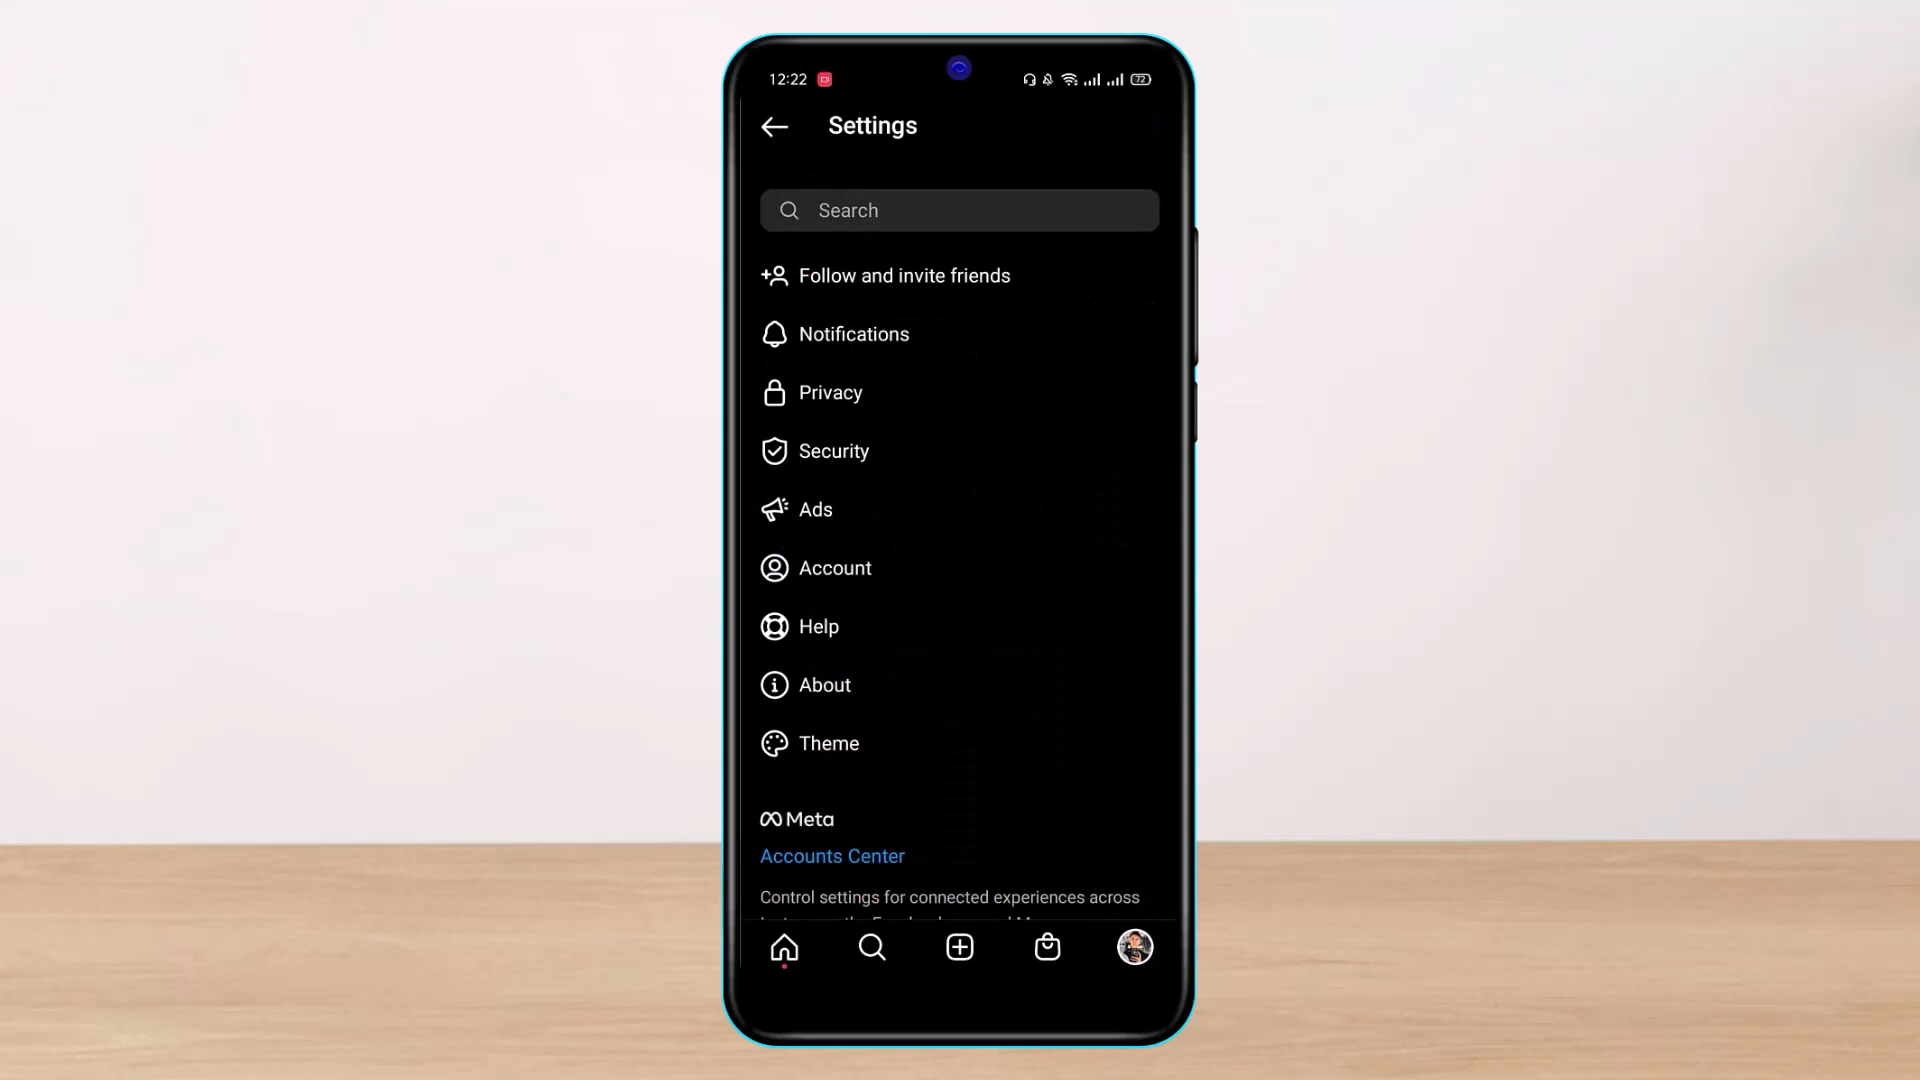 12:22
72
Settings
Search
Follow and invite friends
Notifications
Privacy
Security
Ads
Account
Help
About
Theme
Meta
Accounts Center
Control settings for connected experiences across